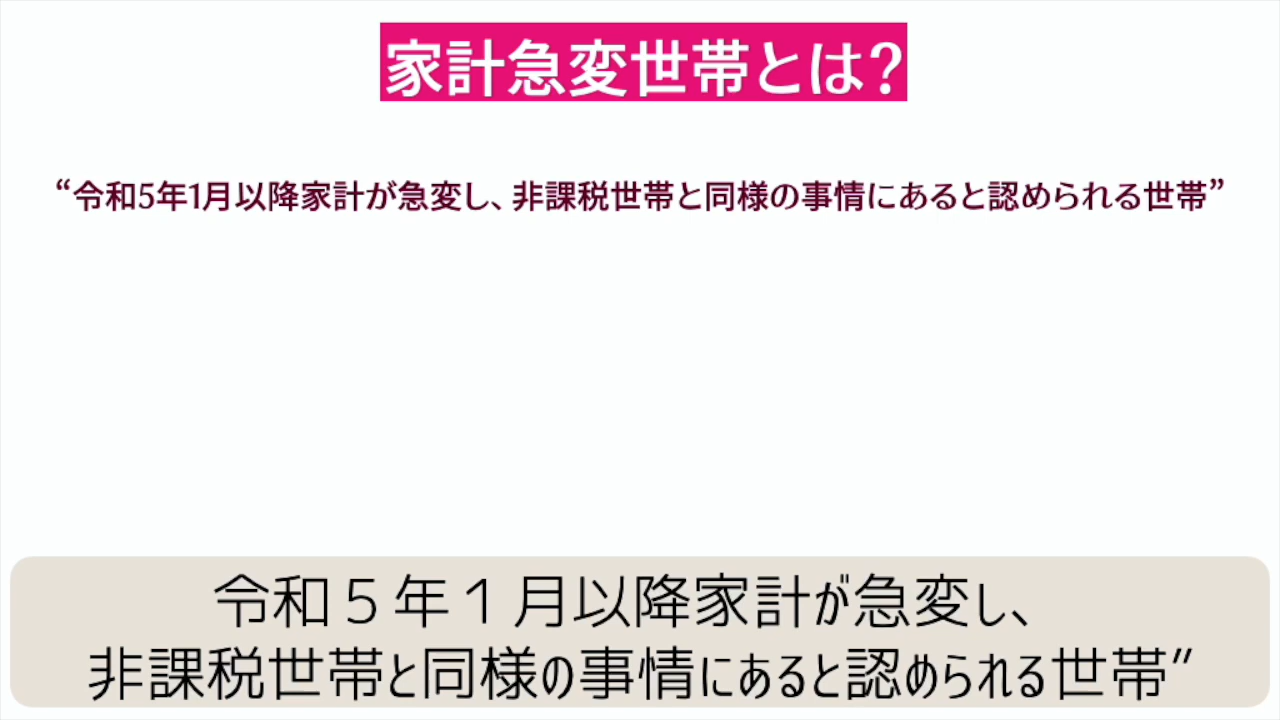 家計急変世帯とは？
“令和5年1月以降家計が急変し、非課税世帯と同様の事情にあると認められる世帯”
令和５年１月以降家計が急変し、
非課税世帯と同様の事情にあると認められる世帯”